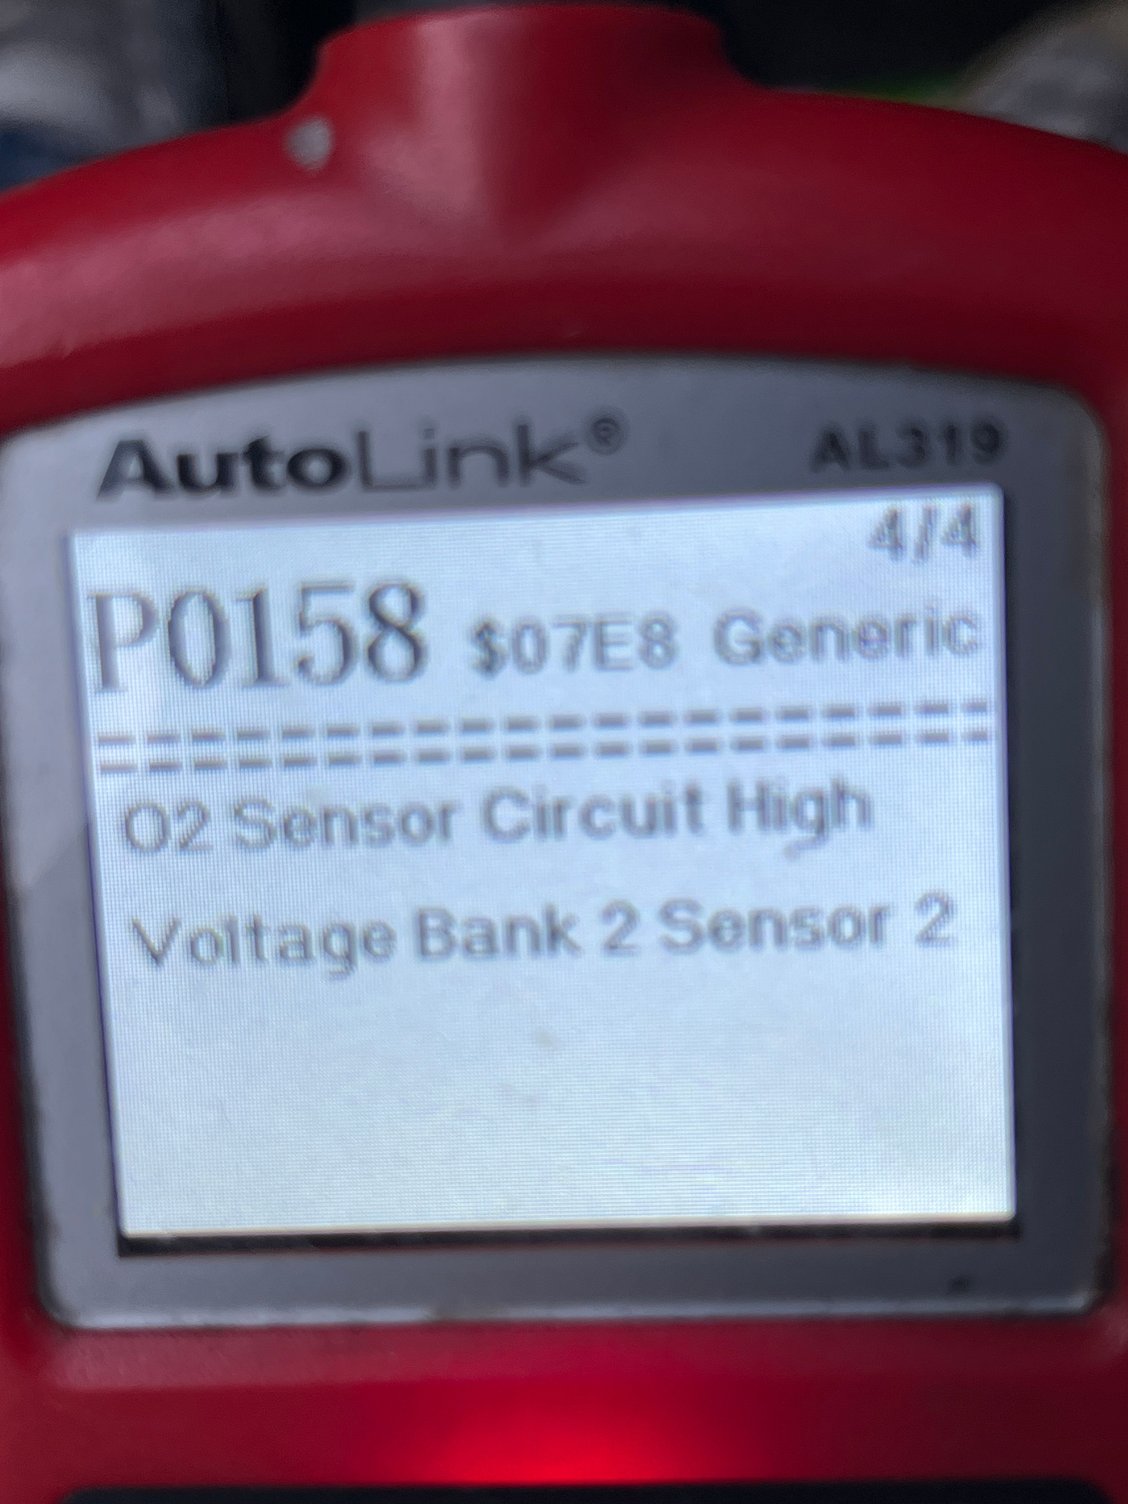 AutoLink® AL319
4/4
P0158 $07E8 Generic
========================================
O2 Sensor Circuit High
Voltage Bank 2 Sensor 2